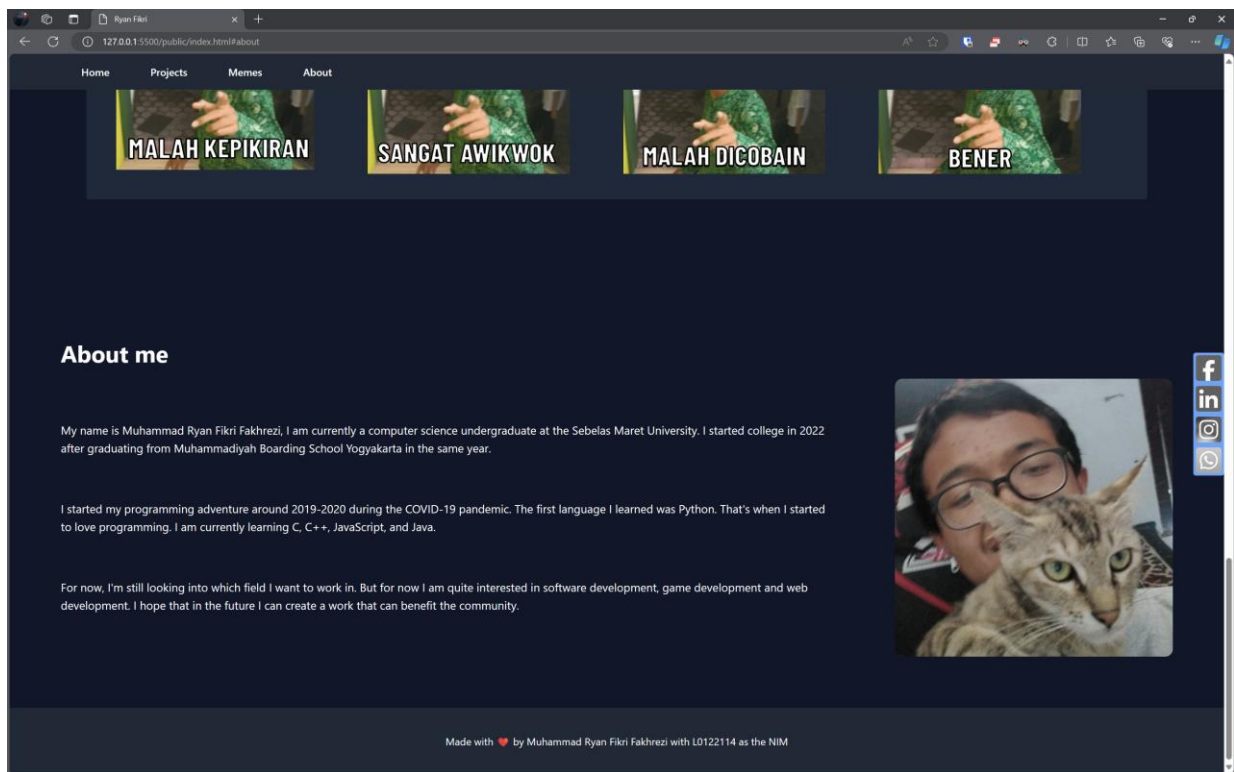 Ryan Fikri
127.0.0.1:5500/public/index.html#about
Home Projects Memes About
MALAH KEPIKIRAN SANGAT AWIKWOK MALAH DICOBAIN BENER
About me
My name is Muhammad Ryan Fikri Fakhrezi, I am currently a computer science undergraduate at the Sebelas Maret University. I started college in 2022
after graduating from Muhammadiyah Boarding School Yogyakarta in the same year.
I started my programming adventure around 2019-2020 during the COVID-19 pandemic. The first language I learned was Python. That's when I started
to love programming. I am currently learning C, C++, JavaScript, and Java.
For now, I'm still looking into which field I want to work in. But for now I am quite interested in software development, game development and web
development. I hope that in the future I can create a work that can benefit the community.
Made with ❤️ by Muhammad Ryan Fikri Fakhrezi with L0122114 as the NIM